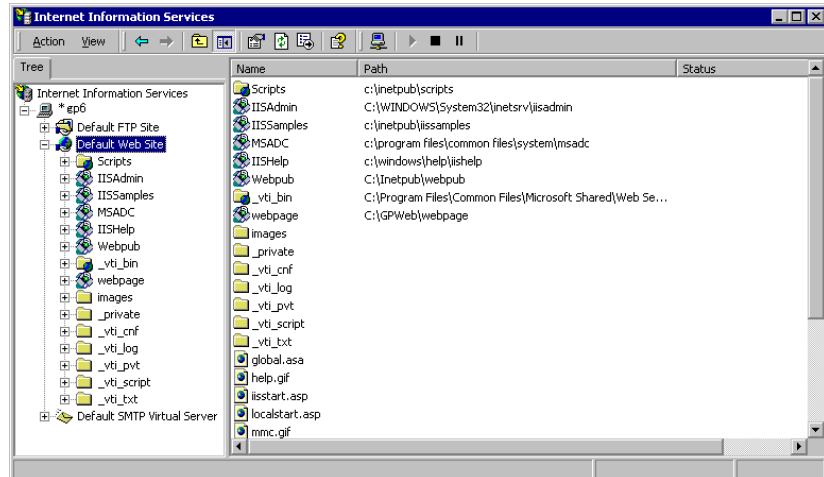 Internet Information Services
Action View
Tree
Internet Information Services
* gp6
Default FTP Site
Default Web Site
Scripts
IISAdmin
IISSamples
MSADC
IISHelp
Webpub
_vti_bin
webpage
images
_private
_vti_cnf
_vti_log
_vti_pvt
_vti_script
_vti_txt
Default SMTP Virtual Server
Name Path Status
Scripts c:\inetpub\scripts
IISAdmin C:\WINDOWS\System32\inetsrv\iisadmin
IISSamples c:\inetpub\iissamples
MSADC c:\program files\common files\system\msadc
IISHelp c:\windows\help\iishelp
Webpub C:\Inetpub\webpub
_vti_bin C:\Program Files\Common Files\Microsoft Shared\Web Se...
webpage C:\GPWeb\webpage
images
_private
_vti_cnf
_vti_log
_vti_pvt
_vti_script
_vti_txt
global.asa
help.gif
iisstart.asp
localstart.asp
mmc.gif